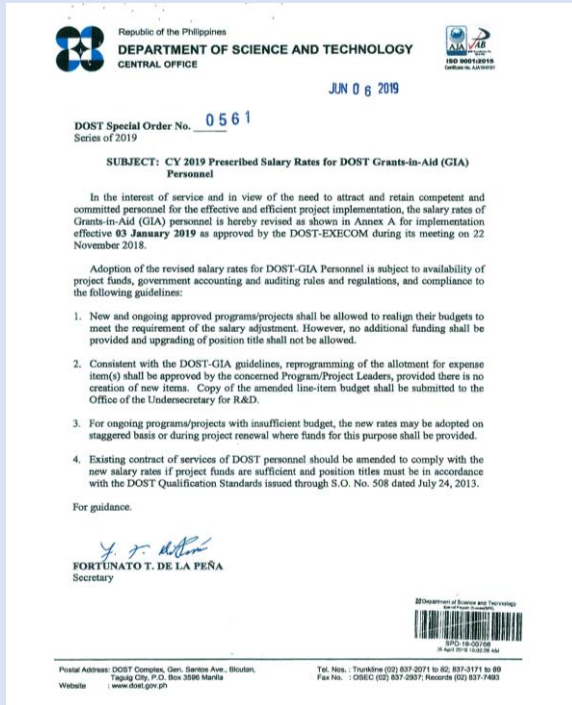 Republic of the Philippines
DEPARTMENT OF SCIENCE AND TECHNOLOGY
CENTRAL OFFICE
AJA
ISO 9001:2015
JUN 0 6 2019
DOST Special Order No. 0561
Series of 2019
SUBJECT: CY 2019 Prescribed Salary Rates for DOST Grants-in-Aid (GIA)
Personnel
In the interest of service and in view of the need to attract and retain competent and
committed personnel for the effective and efficient project implementation, the salary rates of
Grants-in-Aid (GIA) personnel is hereby revised as shown in Annex A for implementation
effective 03 January 2019 as approved by the DOST-EXECOM during its meeting on 22
November 2018.
Adoption of the revised salary rates for DOST-GIA Personnel is subject to availability of
project funds, government accounting and auditing rules and regulations, and compliance to
the following guidelines:
1. New and ongoing approved programs/projects shall be allowed to realign their budgets to
meet the requirement of the salary adjustment. However, no additional funding shall be
provided and upgrading of position title shall not be allowed.
2. Consistent with the DOST-GIA guidelines, reprogramming of the allotment for expense
item(s) shall be approved by the concerned Program/Project Leaders, provided there is no
creation of new items. Copy of the amended line-item budget shall be submitted to the
Office of the Undersecretary for R&D.
3. For ongoing programs/projects with insufficient budget, the new rates may be adopted on
staggered basis or during project renewal where funds for this purpose shall be provided.
4. Existing contract of services of DOST personnel should be amended to comply with the
new salary rates if project funds are sufficient and position titles must be in accordance
with the DOST Qualification Standards issued through S.O. No. 508 dated July 24, 2013.
For guidance.
FORTUNATO T. DE LA PEÑA
Secretary
Department of Science and Technology
Postal Address: DOST Complex, Gen. Santos Ave., Bicutan,
Taguig City, P.O. Box 3596 Manila
Website : www.dost.gov.ph
Tel. Nos. : Trunkline (02) 837-2071 to 82; 837-3171 to 89
Fax No. : OSEC (02) 837-2937; Records (02) 837-7493